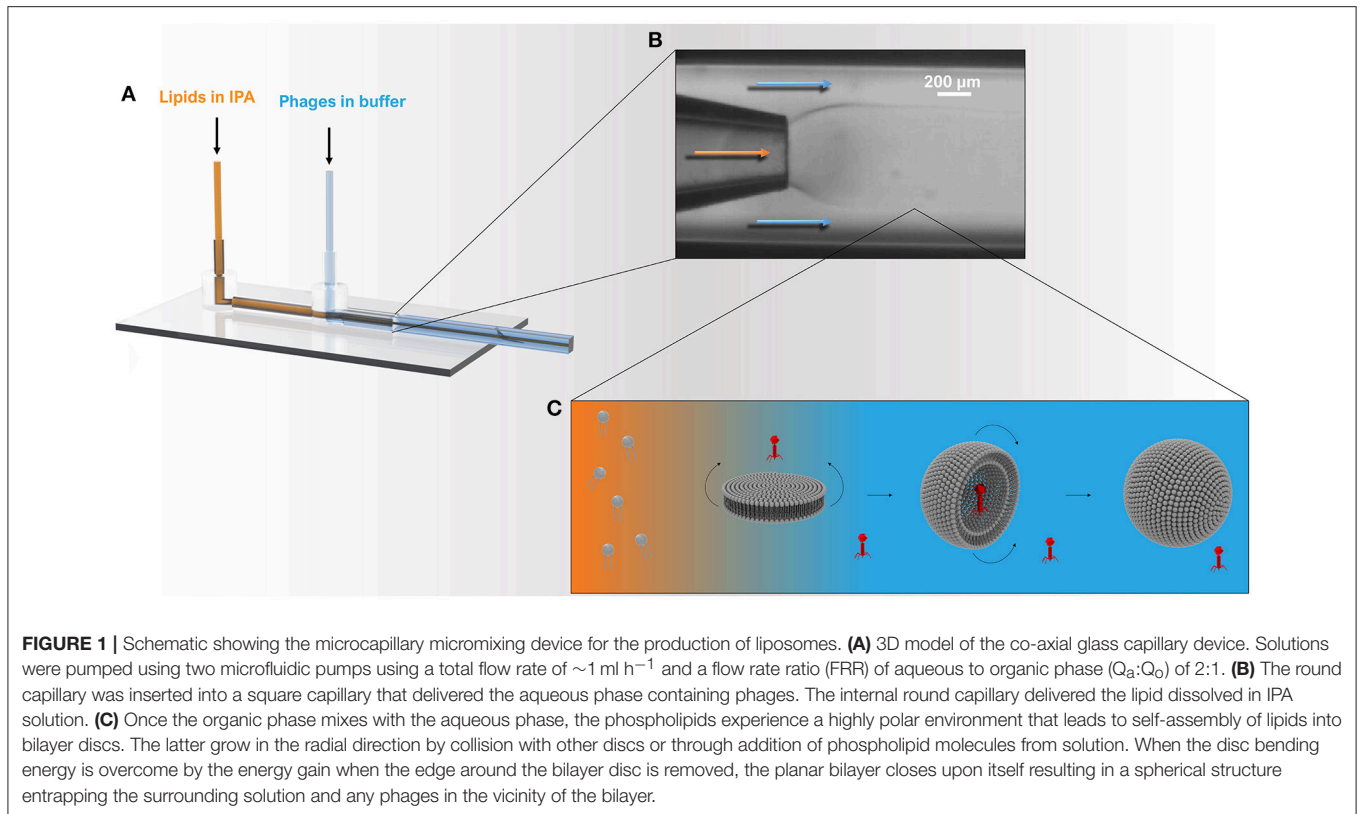 A
Lipids in IPA
Phages in buffer
B
200 µm
C
FIGURE 1 | Schematic showing the microcapillary micromixing device for the production of liposomes. (A) 3D model of the co-axial glass capillary device. Solutions
were pumped using two microfluidic pumps using a total flow rate of ~1 ml h⁻¹ and a flow rate ratio (FRR) of aqueous to organic phase (Qₐ:Qₒ) of 2:1. (B) The round
capillary was inserted into a square capillary that delivered the aqueous phase containing phages. The internal round capillary delivered the lipid dissolved in IPA
solution. (C) Once the organic phase mixes with the aqueous phase, the phospholipids experience a highly polar environment that leads to self-assembly of lipids into
bilayer discs. The latter grow in the radial direction by collision with other discs or through addition of phospholipid molecules from solution. When the disc bending
energy is overcome by the energy gain when the edge around the bilayer disc is removed, the planar bilayer closes upon itself resulting in a spherical structure
entrapping the surrounding solution and any phages in the vicinity of the bilayer.